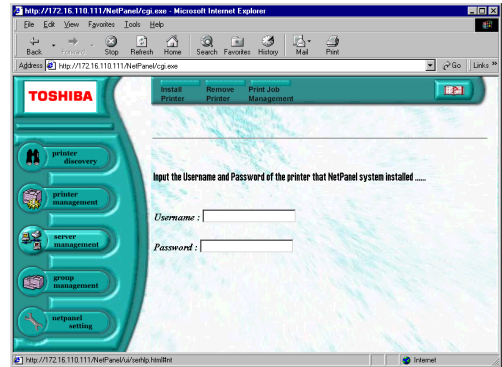 http://172.16.110.111/NetPanel/cgi.exe - Microsoft Internet Explorer
File Edit View Favorites Tools Help
Back Forward Stop Refresh Home Search Favorites History Mail Print
Address http://172.16.110.111/NetPanel/cgi.exe Go Links »
TOSHIBA
Install Printer
Remove Printer
Print Job Management
printer discovery
printer management
server management
group management
netpanel setting
Input the Username and Password of the printer that NetPanel system installed ......
Username :
Password :
http://172.16.110.111/NetPanel/ui/serhlp.html#nt
Internet